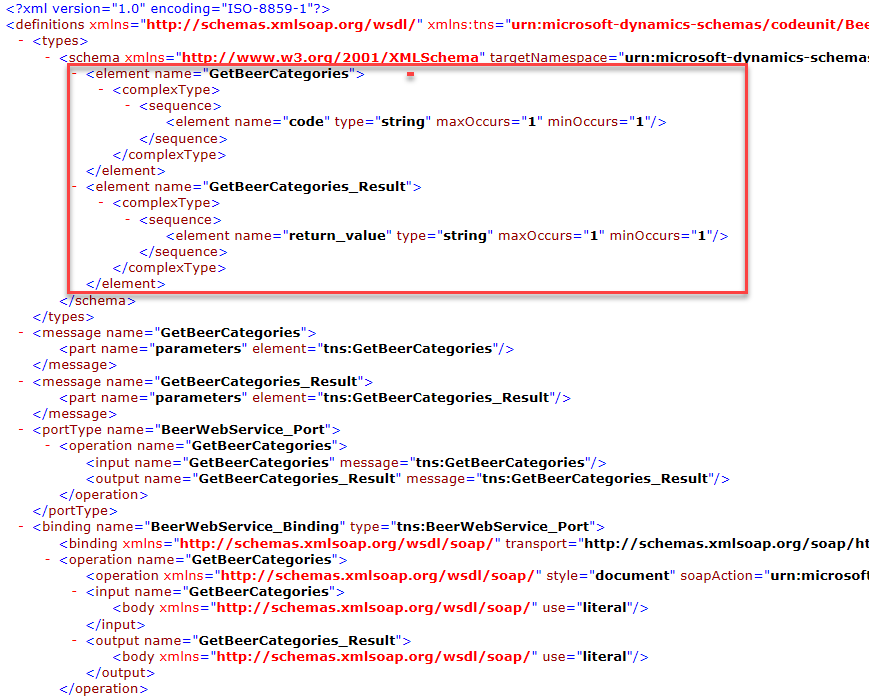 <?xml version="1.0" encoding="ISO-8859-1"?>
<definitions xmlns="http://schemas.xmlsoap.org/wsdl/" xmlns:tns="urn:microsoft-dynamics-schemas/codeunit/Bee
- <types>
- <schema xmlns="http://www.w3.org/2001/XMLSchema" targetNamespace="urn:microsoft-dynamics-schemas
- <element name="GetBeerCategories">
- <complexType>
- <sequence>
<element name="code" type="string" maxOccurs="1" minOccurs="1"/>
</sequence>
</complexType>
</element>
- <element name="GetBeerCategories_Result">
- <complexType>
- <sequence>
<element name="return_value" type="string" maxOccurs="1" minOccurs="1"/>
</sequence>
</complexType>
</element>
</schema>
</types>
- <message name="GetBeerCategories">
<part name="parameters" element="tns:GetBeerCategories"/>
</message>
- <message name="GetBeerCategories_Result">
<part name="parameters" element="tns:GetBeerCategories_Result"/>
</message>
- <portType name="BeerWebService_Port">
- <operation name="GetBeerCategories">
<input name="GetBeerCategories" message="tns:GetBeerCategories"/>
<output name="GetBeerCategories_Result" message="tns:GetBeerCategories_Result"/>
</operation>
</portType>
- <binding name="BeerWebService_Binding" type="tns:BeerWebService_Port">
<binding xmlns="http://schemas.xmlsoap.org/wsdl/soap/" transport="http://schemas.xmlsoap.org/soap/ht
- <operation name="GetBeerCategories">
<operation xmlns="http://schemas.xmlsoap.org/wsdl/soap/" style="document" soapAction="urn:microsof
- <input name="GetBeerCategories">
<body xmlns="http://schemas.xmlsoap.org/wsdl/soap/" use="literal"/>
</input>
- <output name="GetBeerCategories_Result">
<body xmlns="http://schemas.xmlsoap.org/wsdl/soap/" use="literal"/>
</output>
</operation>